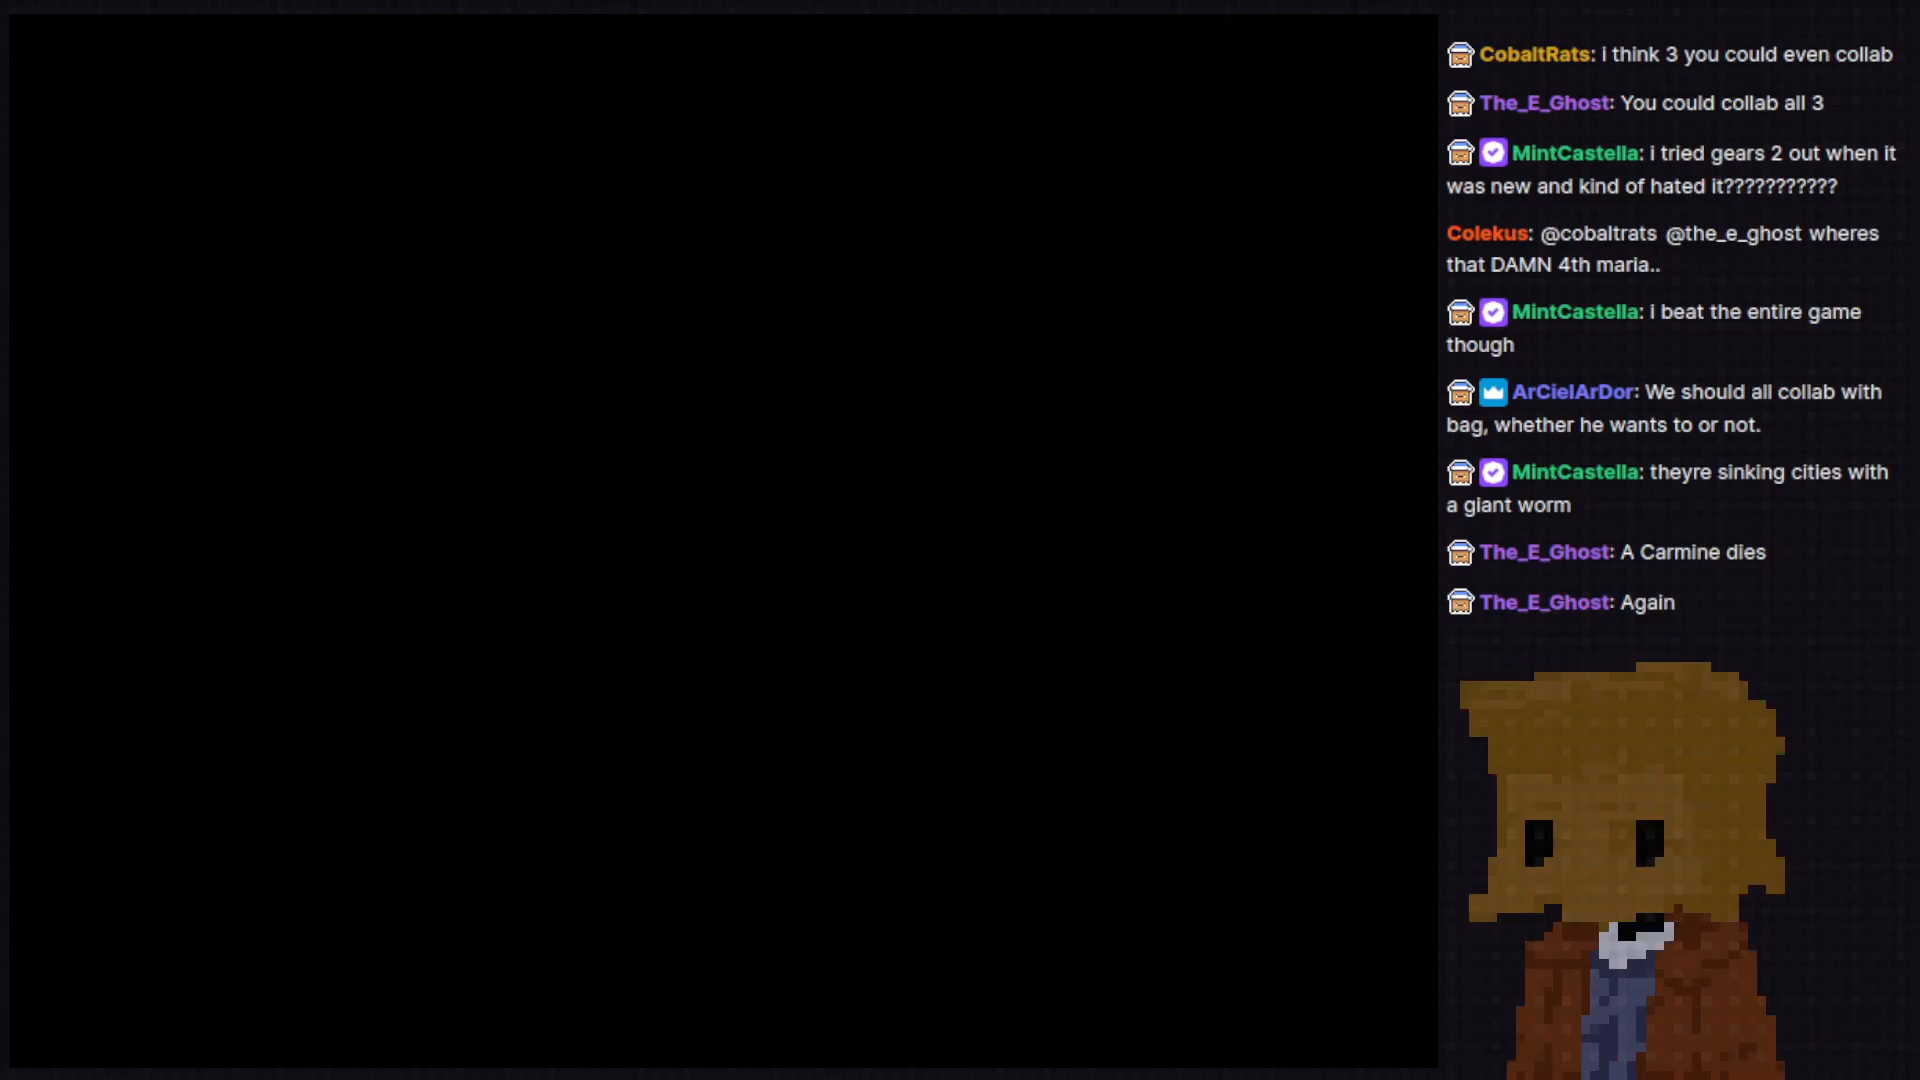 CobaltRats: i think 3 you could even collab
The_E_Ghost: You could collab all 3
MintCastella: i tried gears 2 out when it
was new and kind of hated it???????????
Colekus: @cobaltrats @the_e_ghost wheres
that DAMN 4th maria..
MintCastella: i beat the entire game
though
ArCielArDor: We should all collab with
bag, whether he wants to or not.
MintCastella: theyre sinking cities with
a giant worm
The_E_Ghost: A Carmine dies
The_E_Ghost: Again